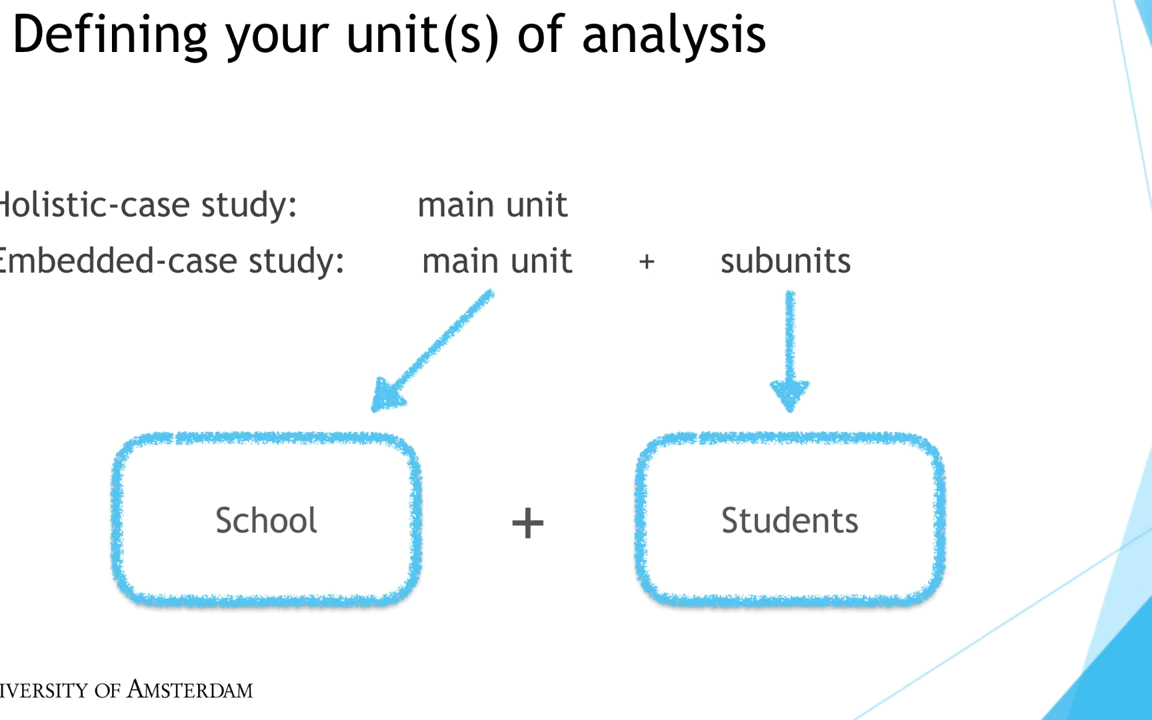 Defining your unit(s) of analysis
Holistic-case study: main unit
Embedded-case study: main unit + subunits
School + Students
IVERSITY OF AMSTERDAM